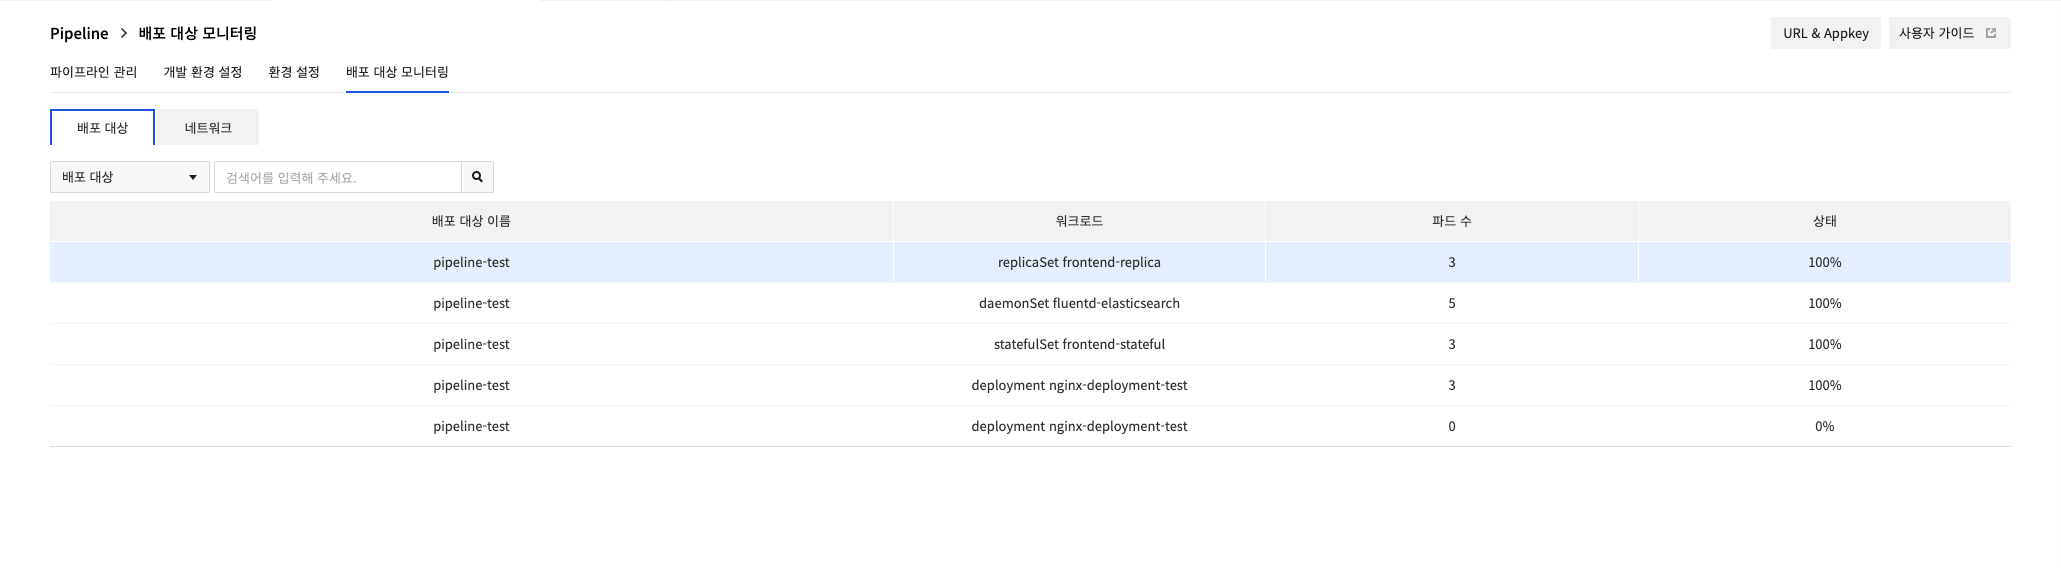 Pipeline > 배포 대상 모니터링
URL & Appkey 사용자 가이드
파이프라인 관리 개발 환경 설정 환경 설정 배포 대상 모니터링
배포 대상 네트워크
배포 대상 검색어를 입력해 주세요.
배포 대상 이름 워크로드 파드 수 상태
pipeline-test replicaSet frontend-replica 3 100%
pipeline-test daemonSet fluentd-elasticsearch 5 100%
pipeline-test statefulSet frontend-stateful 3 100%
pipeline-test deployment nginx-deployment-test 3 100%
pipeline-test deployment nginx-deployment-test 0 0%